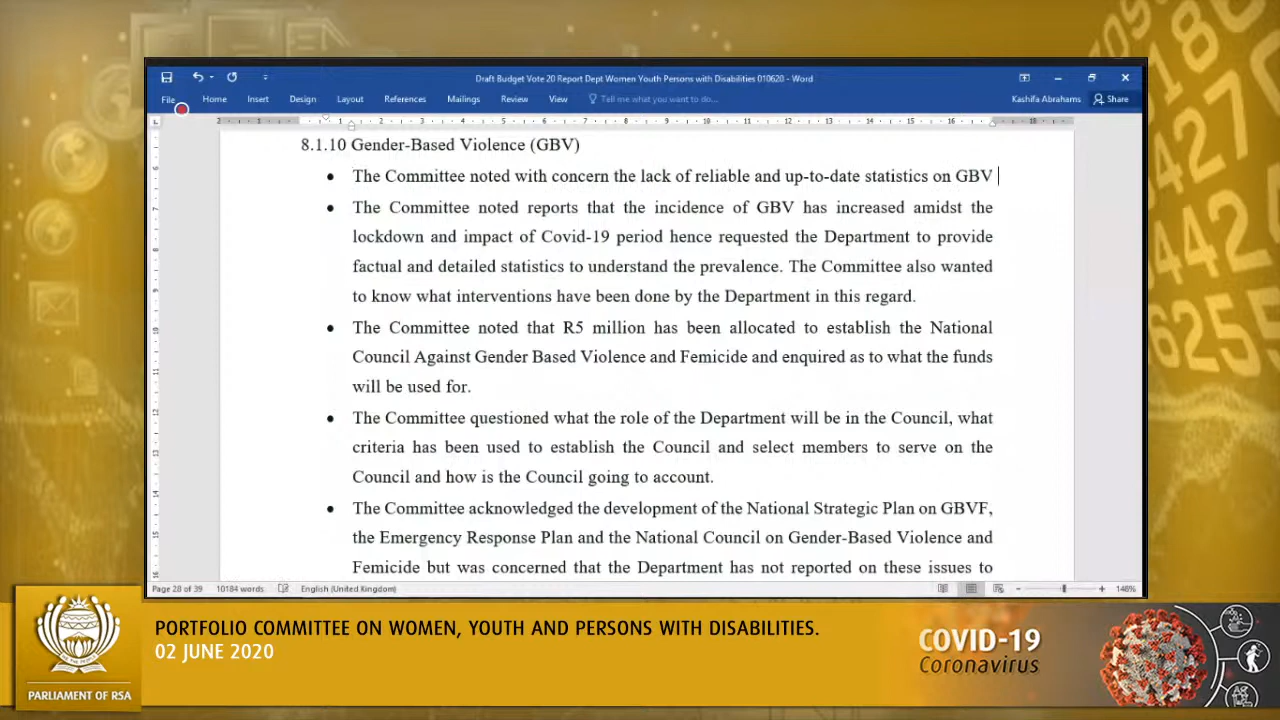 Draft Budget Vote 20 Report Dept Women Youth Persons with Disabilities 010620 - Word
File Home Insert Design Layout References Mailings Review View Tell me what you want to do... Kashifa Abrahams Share
8.1.10 Gender-Based Violence (GBV)
• The Committee noted with concern the lack of reliable and up-to-date statistics on GBV
• The Committee noted reports that the incidence of GBV has increased amidst the
lockdown and impact of Covid-19 period hence requested the Department to provide
factual and detailed statistics to understand the prevalence. The Committee also wanted
to know what interventions have been done by the Department in this regard.
• The Committee noted that R5 million has been allocated to establish the National
Council Against Gender Based Violence and Femicide and enquired as to what the funds
will be used for.
• The Committee questioned what the role of the Department will be in the Council, what
criteria has been used to establish the Council and select members to serve on the
Council and how is the Council going to account.
• The Committee acknowledged the development of the National Strategic Plan on GBVF,
the Emergency Response Plan and the National Council on Gender-Based Violence and
Femicide but was concerned that the Department has not reported on these issues to
Page 28 of 39 10184 words English (United Kingdom) 148%
PORTFOLIO COMMITTEE ON WOMEN, YOUTH AND PERSONS WITH DISABILITIES.
02 JUNE 2020
PARLIAMENT OF RSA
COVID-19
Coronavirus